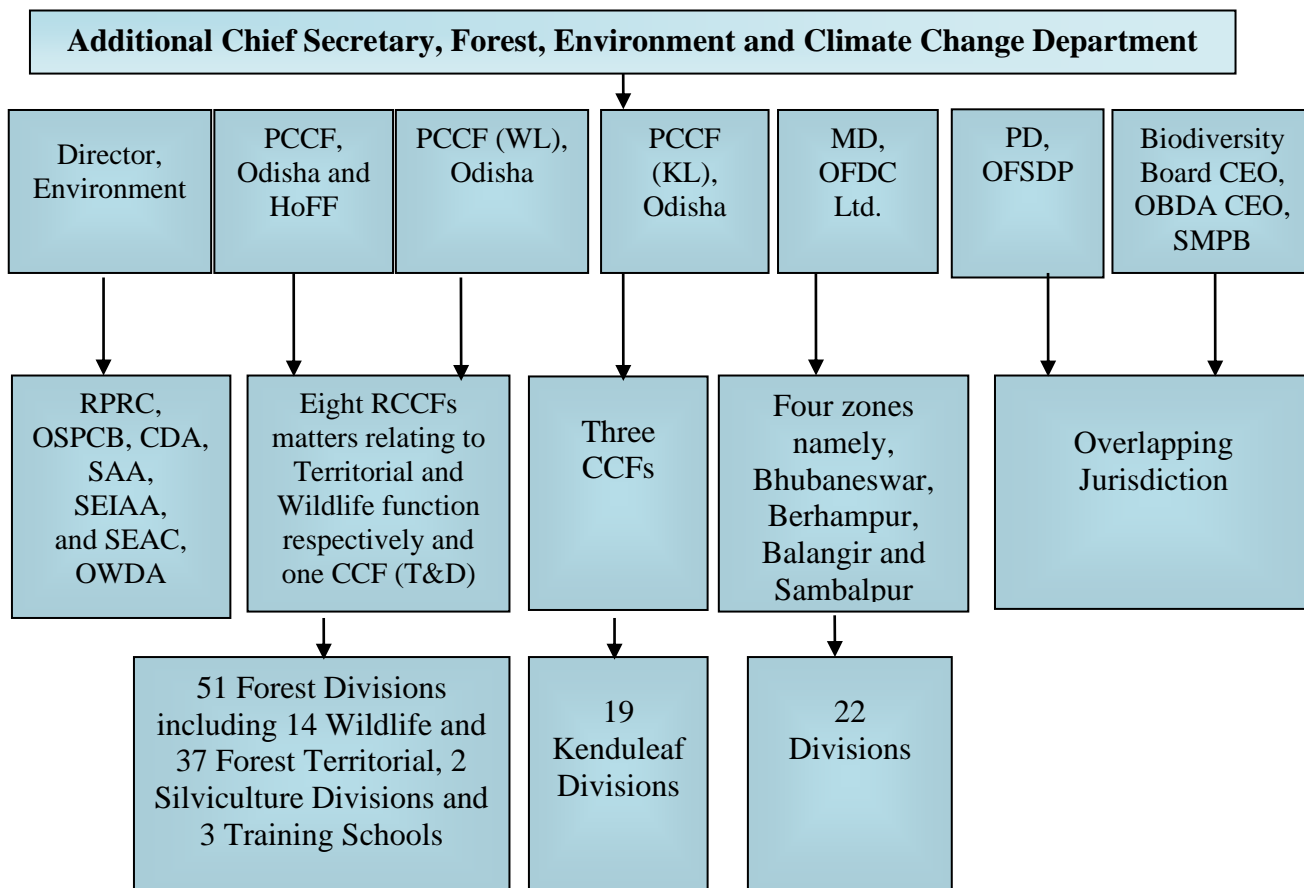 Additional Chief Secretary, Forest, Environment and Climate Change Department
Director,
Environment
PCCF,
Odisha and
HoFF
PCCF (WL),
Odisha
PCCF
(KL),
Odisha
MD,
OFDC
Ltd.
PD,
OFSDP
Biodiversity
Board CEO,
OBDA CEO,
SMPB
RPRC,
OSPCB, CDA,
SAA,
SEIAA,
and SEAC,
OWDA
Eight RCCFs
matters relating to
Territorial and
Wildlife function
respectively and
one CCF (T&D)
Three
CCFs
Four zones
namely,
Bhubaneswar,
Berhampur,
Balangir and
Sambalpur
Overlapping
Jurisdiction
51 Forest Divisions
including 14 Wildlife and
37 Forest Territorial, 2
Silviculture Divisions and
3 Training Schools
19
Kenduleaf
Divisions
22
Divisions